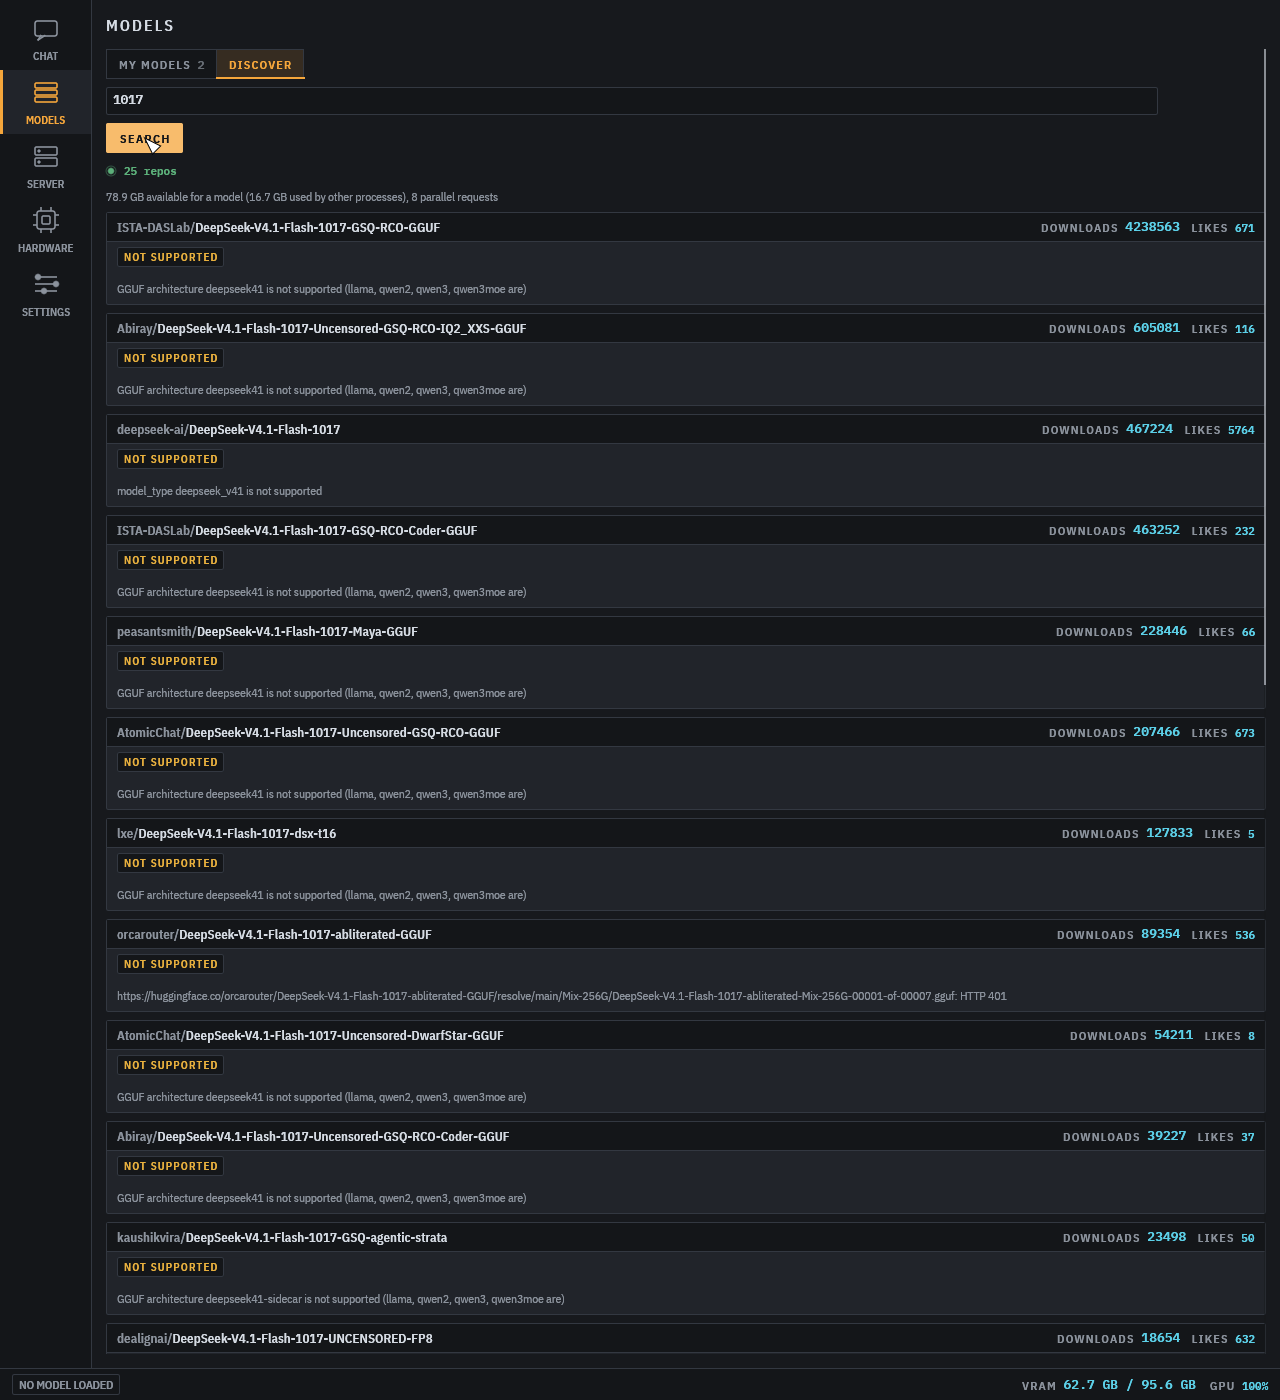 MODELS
CHAT
MODELS
SERVER
HARDWARE
SETTINGS
MY MODELS 2 DISCOVER
1017
SEARCH
25 repos
78.9 GB available for a model (16.7 GB used by other processes), 8 parallel requests
ISTA-DASLab/DeepSeek-V4.1-Flash-1017-GSQ-RCO-GGUF DOWNLOADS 4238563 LIKES 671
NOT SUPPORTED
GGUF architecture deepseek41 is not supported (llama, qwen2, qwen3, qwen3moe are)
Abiray/DeepSeek-V4.1-Flash-1017-Uncensored-GSQ-RCO-IQ2_XXS-GGUF DOWNLOADS 605081 LIKES 116
NOT SUPPORTED
GGUF architecture deepseek41 is not supported (llama, qwen2, qwen3, qwen3moe are)
deepseek-ai/DeepSeek-V4.1-Flash-1017 DOWNLOADS 467224 LIKES 5764
NOT SUPPORTED
model_type deepseek_v41 is not supported
ISTA-DASLab/DeepSeek-V4.1-Flash-1017-GSQ-RCO-Coder-GGUF DOWNLOADS 463252 LIKES 232
NOT SUPPORTED
GGUF architecture deepseek41 is not supported (llama, qwen2, qwen3, qwen3moe are)
peasantsmith/DeepSeek-V4.1-Flash-1017-Maya-GGUF DOWNLOADS 228446 LIKES 66
NOT SUPPORTED
GGUF architecture deepseek41 is not supported (llama, qwen2, qwen3, qwen3moe are)
AtomicChat/DeepSeek-V4.1-Flash-1017-Uncensored-GSQ-RCO-GGUF DOWNLOADS 207466 LIKES 673
NOT SUPPORTED
GGUF architecture deepseek41 is not supported (llama, qwen2, qwen3, qwen3moe are)
lxe/DeepSeek-V4.1-Flash-1017-dsx-t16 DOWNLOADS 127833 LIKES 5
NOT SUPPORTED
GGUF architecture deepseek41 is not supported (llama, qwen2, qwen3, qwen3moe are)
orcarouter/DeepSeek-V4.1-Flash-1017-abliterated-GGUF DOWNLOADS 89354 LIKES 536
NOT SUPPORTED
https://huggingface.co/orcarouter/DeepSeek-V4.1-Flash-1017-abliterated-GGUF/resolve/main/Mix-256G/DeepSeek-V4.1-Flash-1017-abliterated-Mix-256G-00001-of-00007.gguf: HTTP 401
AtomicChat/DeepSeek-V4.1-Flash-1017-Uncensored-DwarfStar-GGUF DOWNLOADS 54211 LIKES 8
NOT SUPPORTED
GGUF architecture deepseek41 is not supported (llama, qwen2, qwen3, qwen3moe are)
Abiray/DeepSeek-V4.1-Flash-1017-Uncensored-GSQ-RCO-Coder-GGUF DOWNLOADS 39227 LIKES 37
NOT SUPPORTED
GGUF architecture deepseek41 is not supported (llama, qwen2, qwen3, qwen3moe are)
kaushikvira/DeepSeek-V4.1-Flash-1017-GSQ-agentic-strata DOWNLOADS 23498 LIKES 50
NOT SUPPORTED
GGUF architecture deepseek41-sidecar is not supported (llama, qwen2, qwen3, qwen3moe are)
dealignai/DeepSeek-V4.1-Flash-1017-UNCENSORED-FP8 DOWNLOADS 18654 LIKES 632
NO MODEL LOADED VRAM 62.7 GB / 95.6 GB GPU 100%